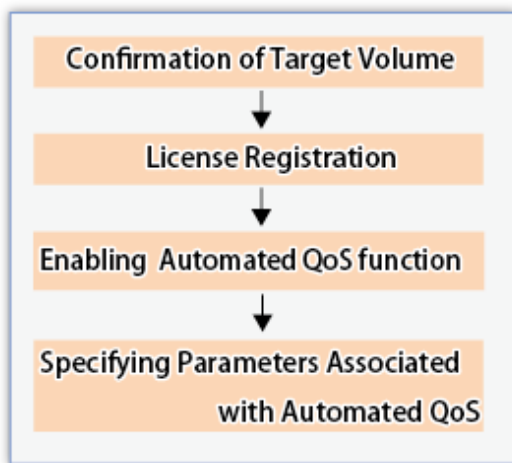 Confirmation of Target Volume
License Registration
Enabling Automated QoS function
Specifying Parameters Associated
with Automated QoS